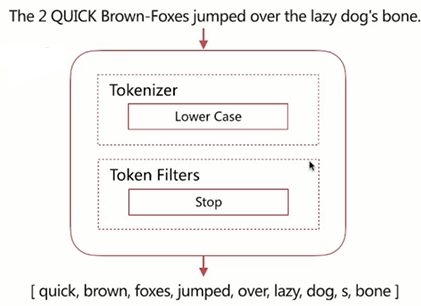 The 2 QUICK Brown-Foxes jumped over the lazy dog's bone.
Tokenizer
Lower Case
Token Filters
Stop
[ quick, brown, foxes, jumped, over, lazy, dog, s, bone ]